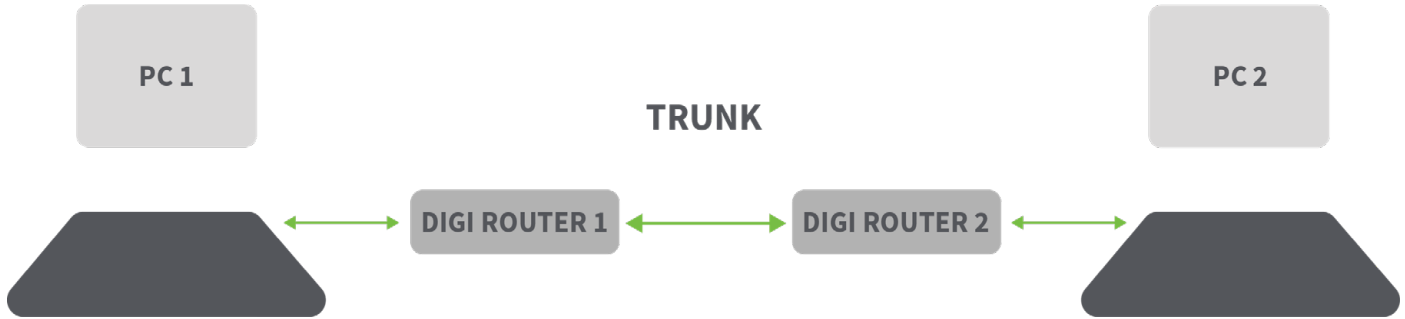 PC 1
PC 2
TRUNK
DIGI ROUTER 1
DIGI ROUTER 2